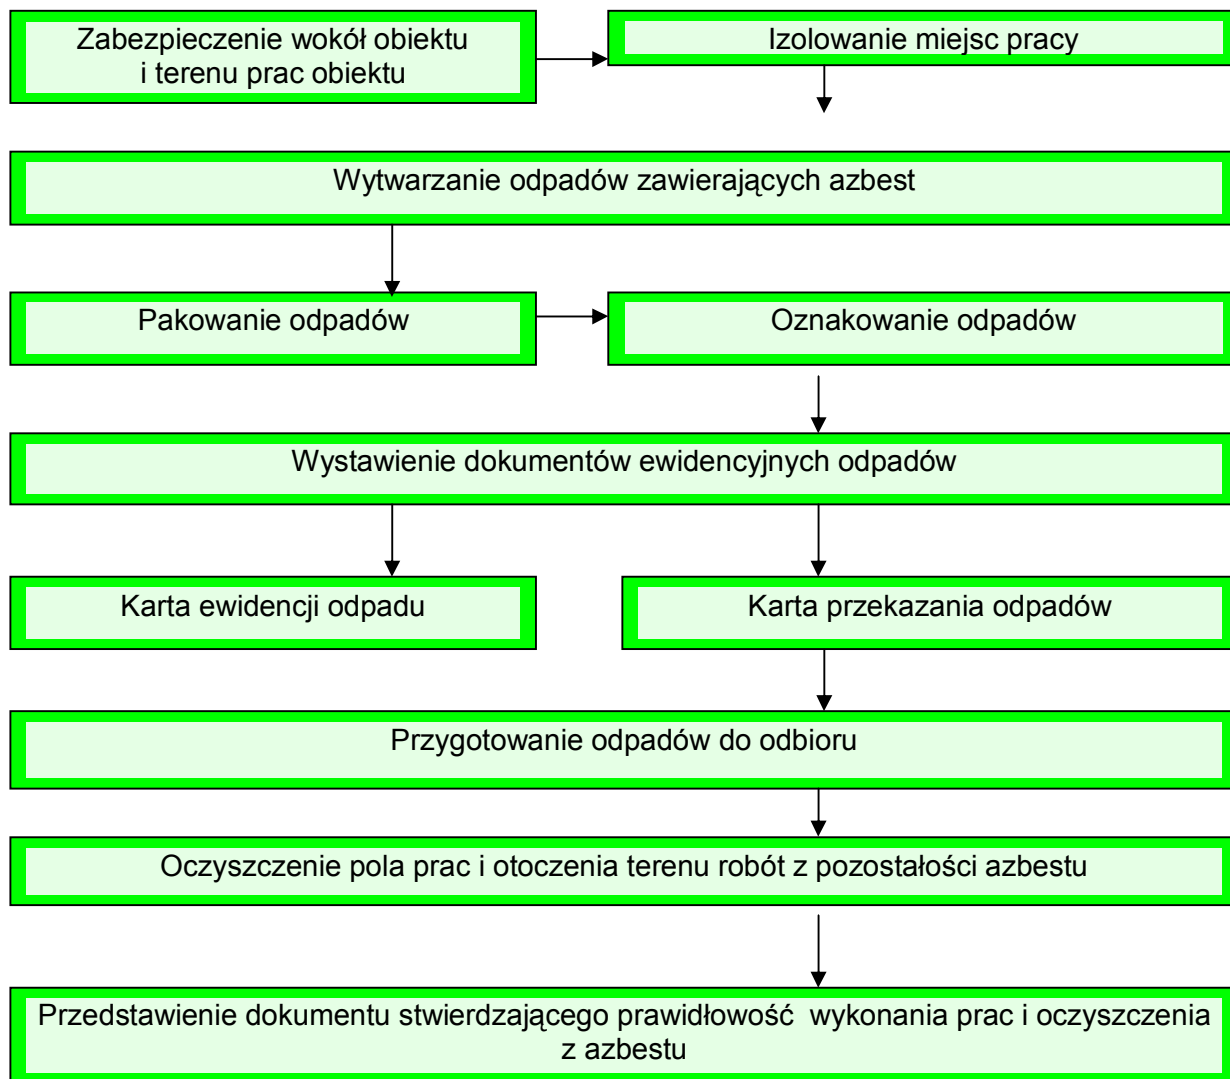 Zabezpieczenie wokół obiektu
i terenu prac obiektu
Izolowanie miejsc pracy
Wytwarzanie odpadów zawierających azbest
Pakowanie odpadów
Oznakowanie odpadów
Wystawienie dokumentów ewidencyjnych odpadów
Karta ewidencji odpadu
Karta przekazania odpadów
Przygotowanie odpadów do odbioru
Oczyszczenie pola prac i otoczenia terenu robót z pozostałości azbestu
Przedstawienie dokumentu stwierdzającego prawidłowość wykonania prac i oczyszczenia
z azbestu